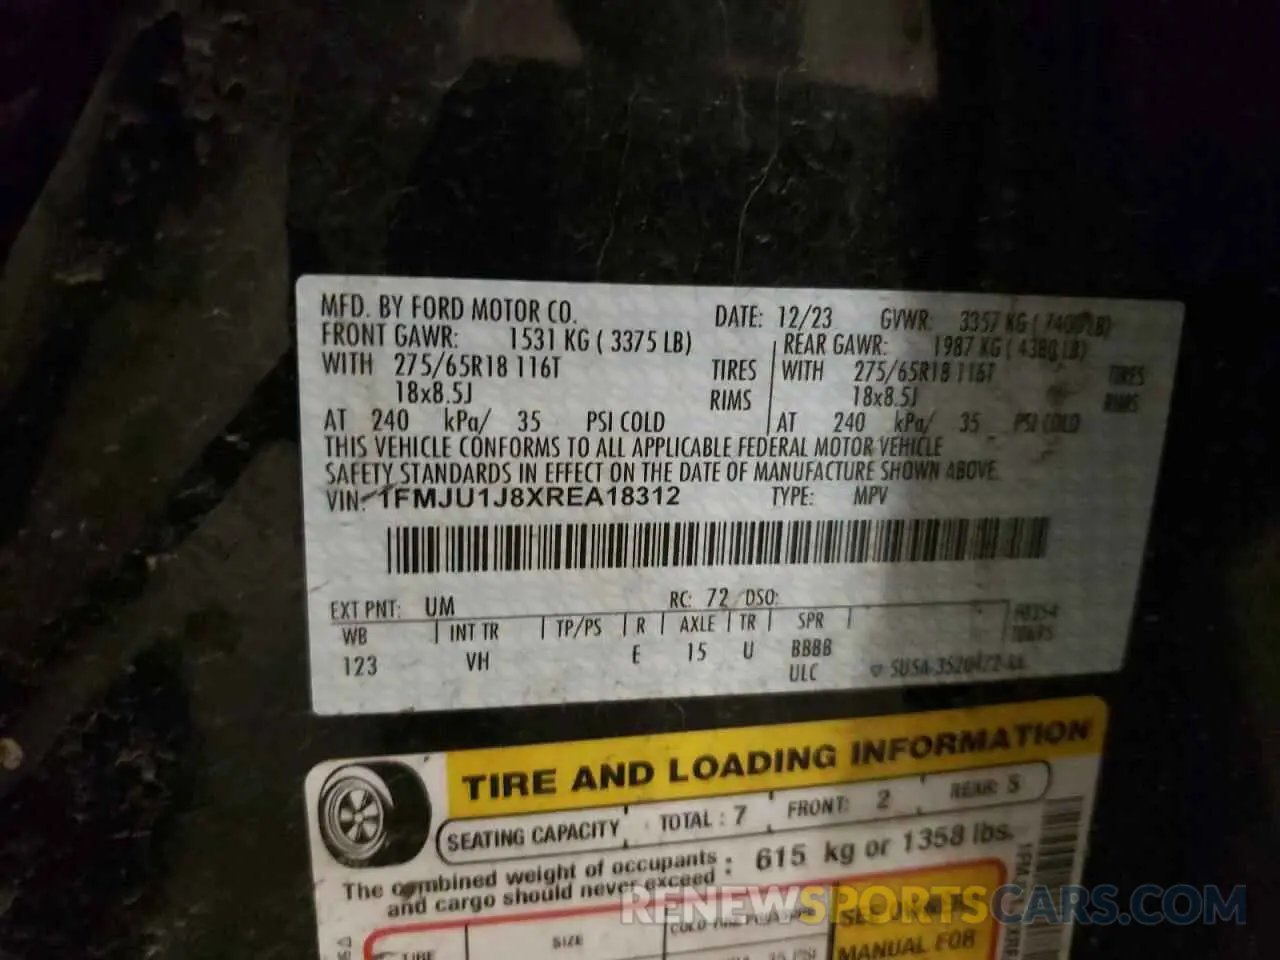 MFD. BY FORD MOTOR CO. DATE: 12/23 GVWR: 3357 KG ( 7400 LB)
FRONT GAWR: 1531 KG ( 3375 LB) REAR GAWR: 1987 KG ( 4380 LB)
WITH 275/65R18 116T TIRES WITH 275/65R18 116T TIRES
18x8.5J RIMS 18x8.5J RIMS
AT 240 kPa/ 35 PSI COLD AT 240 kPa/ 35 PSI COLD
THIS VEHICLE CONFORMS TO ALL APPLICABLE FEDERAL MOTOR VEHICLE
SAFETY STANDARDS IN EFFECT ON THE DATE OF MANUFACTURE SHOWN ABOVE.
VIN: 1FMJU1J8XREA18312 TYPE: MPV
EXT PNT: UM RC: 72 DSO:
WB INT TR TP/PS R AXLE TR SPR
123 VH E 15 U BBBB
ULC
TIRE AND LOADING INFORMATION
SEATING CAPACITY TOTAL : 7 FRONT: 2 REAR: 5
The combined weight of occupants and cargo should never exceed : 615 kg or 1358 lbs.
TIRE SIZE SEE OWNER
MANUAL FOR
RENEWSPORTSCARS.COM